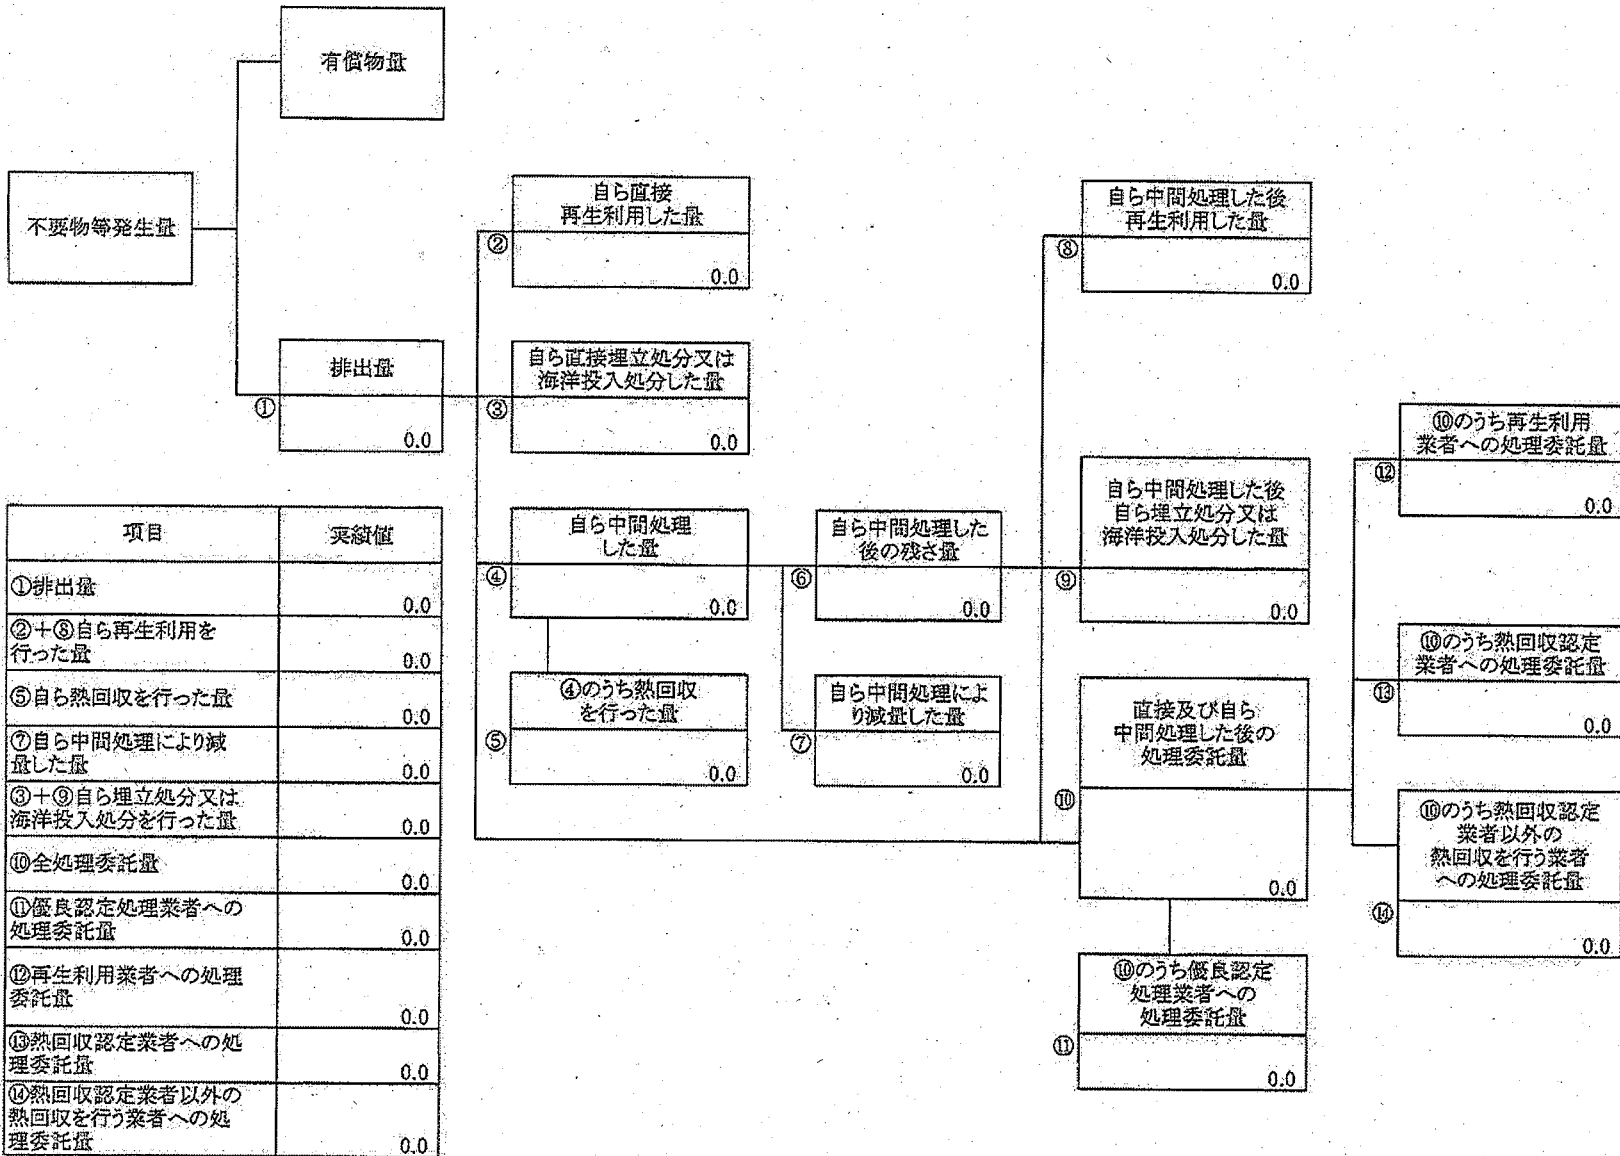 有償物量
不要物等発生量
自ら直接
再生利用した量
②
0.0
自ら中間処理した後
再生利用した量
⑧
0.0
排出量
①
0.0
自ら直接埋立処分又は
海洋投入処分した量
③
0.0
自ら中間処理
した量
④
0.0
自ら中間処理した
後の残さ量
⑥
0.0
自ら中間処理した後
自ら埋立処分又は
海洋投入処分した量
⑨
0.0
⑩のうち再生利用
業者への処理委託量
⑫
0.0
④のうち熱回収
を行った量
⑤
0.0
自ら中間処理によ
り減量した量
⑦
0.0
直接及び自ら
中間処理した後の
処理委託量
⑩
0.0
⑩のうち熱回収認定
業者への処理委託量
⑬
0.0
⑩のうち熱回収認定
業者以外の
熱回収を行う業者
への処理委託量
⑭
0.0
⑩のうち優良認定
処理業者への
処理委託量
⑪
0.0
項目 実績値
①排出量
0.0
②+⑧自ら再生利用を
行った量
0.0
⑤自ら熱回収を行った量
0.0
⑦自ら中間処理により減
量した量
0.0
③+⑨自ら埋立処分又は
海洋投入処分を行った量
0.0
⑩全処理委託量
0.0
⑪優良認定処理業者への
処理委託量
0.0
⑫再生利用業者への処理
委託量
0.0
⑬熱回収認定業者への処
理委託量
0.0
⑭熱回収認定業者以外の
熱回収を行う業者への処
理委託量
0.0